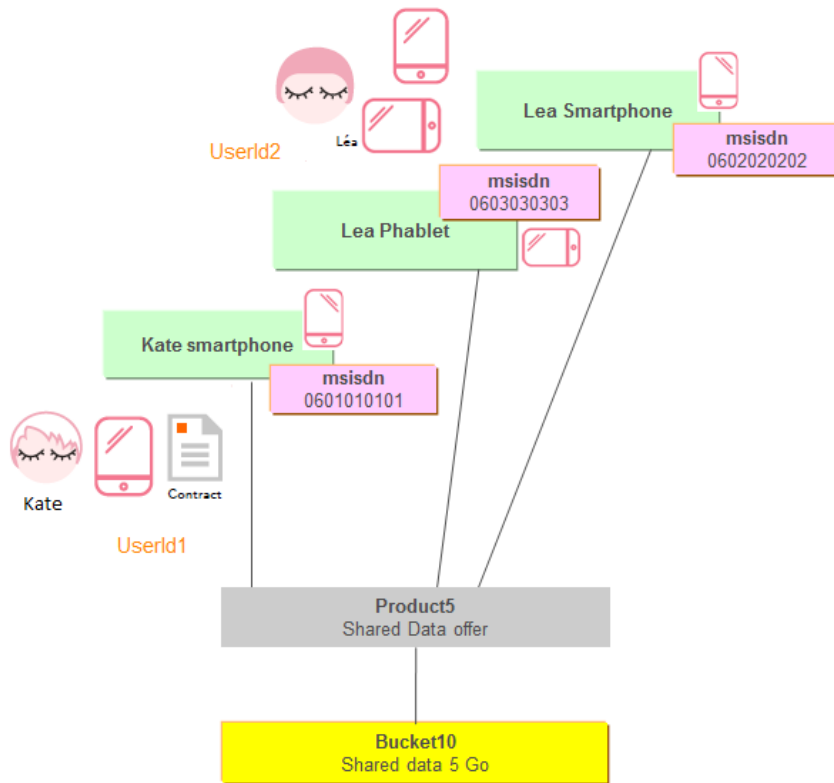 Lea Smartphone
msisdn
0602020202
UserId2
Léa
msisdn
0603030303
Lea Phablet
Kate smartphone
msisdn
0601010101
Kate
Contract
UserId1
Product5
Shared Data offer
Bucket10
Shared data 5 Go